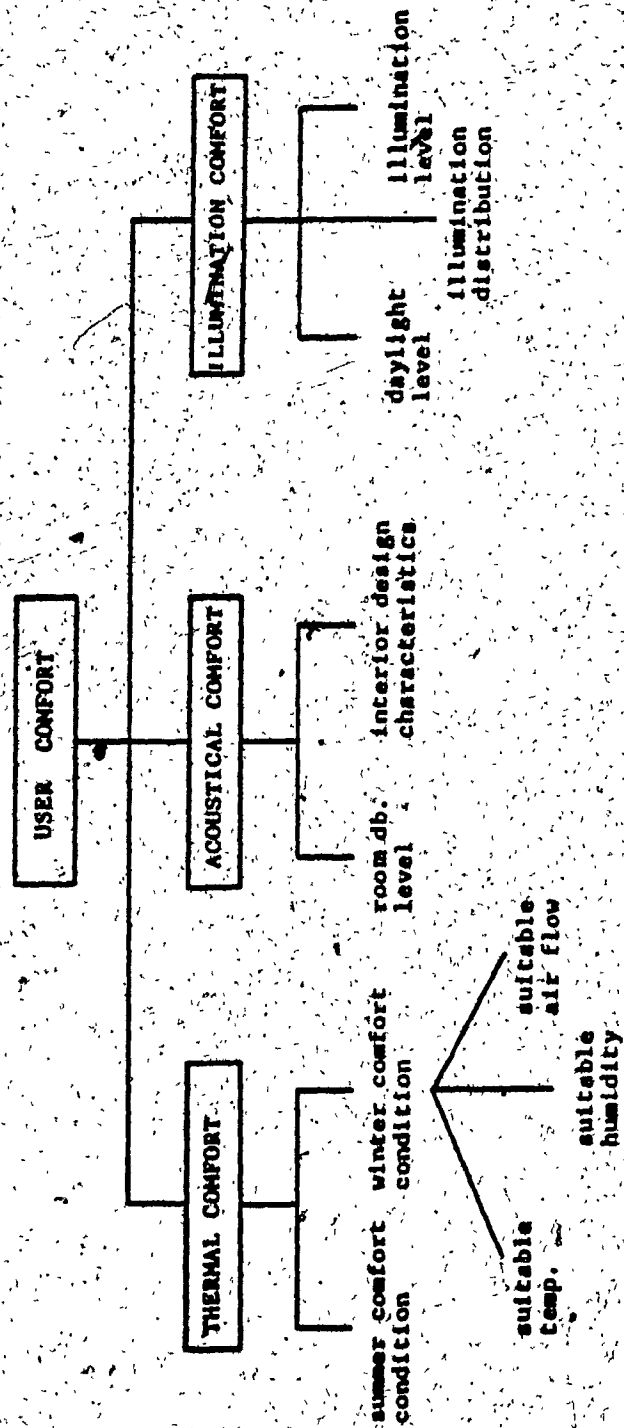 USER COMFORT
THERMAL COMFORT
ACOUSTICAL COMFORT
ILLUMINATION COMFORT
summer comfort
condition
winter comfort
condition
room db.
level
interior design
characteristics
daylight
level
illumination
distribution
illumination
level
suitable
temp.
suitable
humidity
suitable
air flow